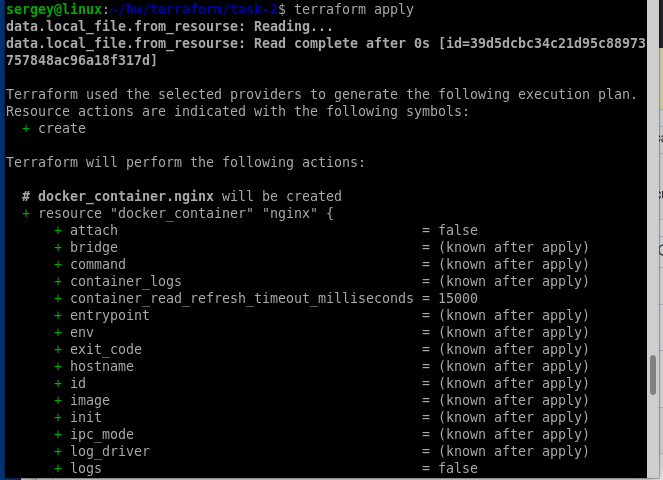 sergey@linux:~/hw/terraform/task-2$ terraform apply
data.local_file.from_resourse: Reading...
data.local_file.from_resourse: Read complete after 0s [id=39d5dcbc34c21d95c88973
757848ac96a18f317d]
Terraform used the selected providers to generate the following execution plan.
Resource actions are indicated with the following symbols:
+ create
Terraform will perform the following actions:
# docker_container.nginx will be created
+ resource "docker_container" "nginx" {
+ attach = false
+ bridge = (known after apply)
+ command = (known after apply)
+ container_logs = (known after apply)
+ container_read_refresh_timeout_milliseconds = 15000
+ entrypoint = (known after apply)
+ env = (known after apply)
+ exit_code = (known after apply)
+ hostname = (known after apply)
+ id = (known after apply)
+ image = (known after apply)
+ init = (known after apply)
+ ipc_mode = (known after apply)
+ log_driver = (known after apply)
+ logs = false